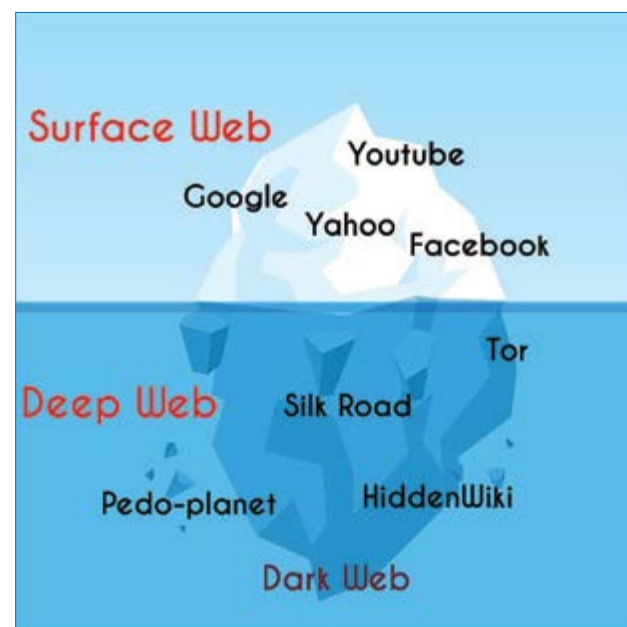 Surface Web
Youtube
Google
Yahoo
Facebook
Tor
Deep Web
Silk Road
Pedo-planet
HiddenWiki
Dark Web